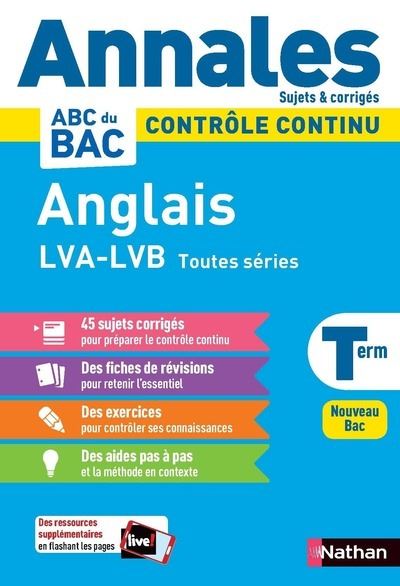 Annales
Sujets & corrigés
ABC du
BAC
CONTRÔLE CONTINU
Anglais
LVA-LVB Toutes séries
45 sujets corrigés
pour préparer le contrôle continu
Des fiches de révisions
pour retenir l'essentiel
Des exercices
pour contrôler ses connaissances
Des aides pas à pas
et la méthode en contexte
Term
Nouveau
Bac
Des ressources
supplémentaires
en flashant les pages
live!
Nathan